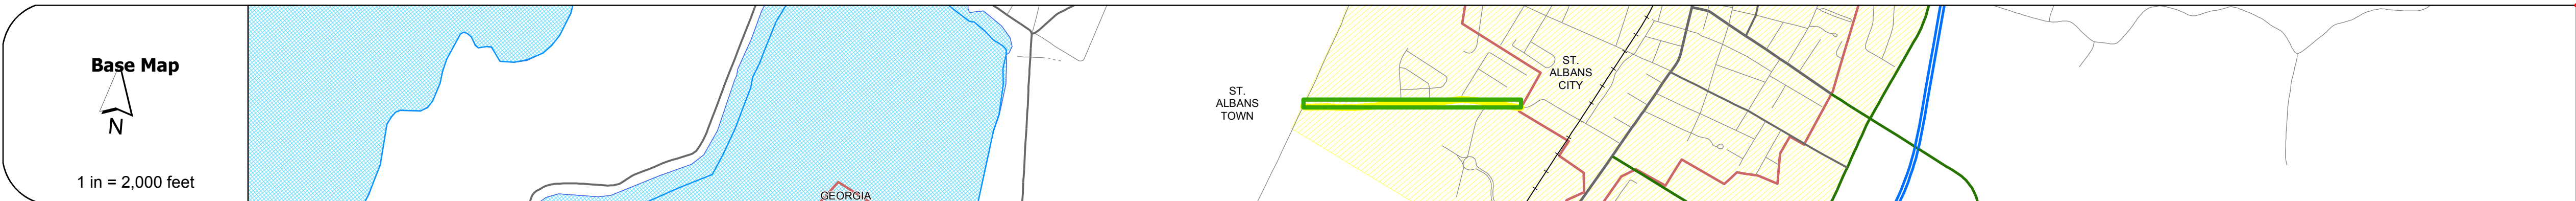 Base Map
N
1 in = 2,000 feet
GEORGIA
ST.
ALBANS
TOWN
ST.
ALBANS
CITY